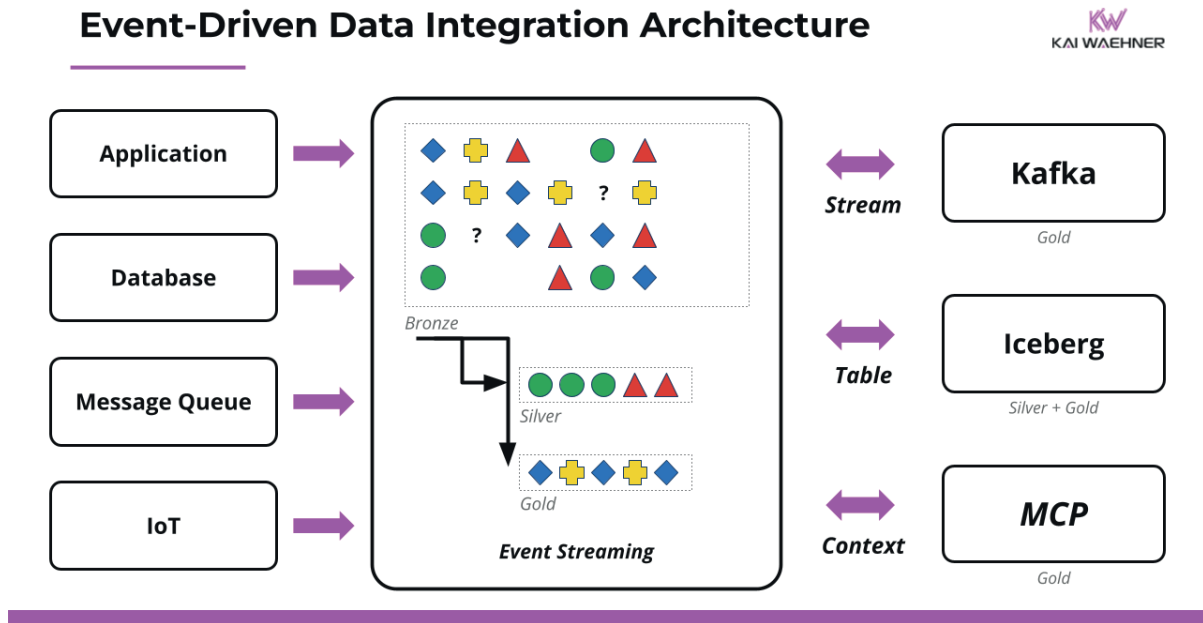 Event-Driven Data Integration Architecture
KW
KAI WAEHNER
Application
Database
Message Queue
IoT
?
?
Bronze
Silver
Gold
Event Streaming
Stream
Table
Context
Kafka
Gold
Iceberg
Silver + Gold
MCP
Gold